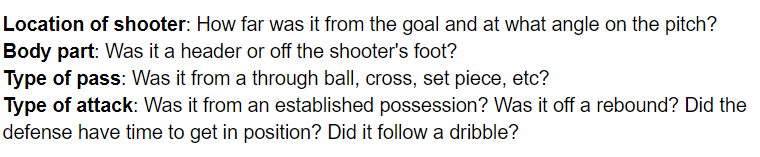 Location of shooter: How far was it from the goal and at what angle on the pitch?
Body part: Was it a header or off the shooter's foot?
Type of pass: Was it from a through ball, cross, set piece, etc?
Type of attack: Was it from an established possession? Was it off a rebound? Did the
defense have time to get in position? Did it follow a dribble?